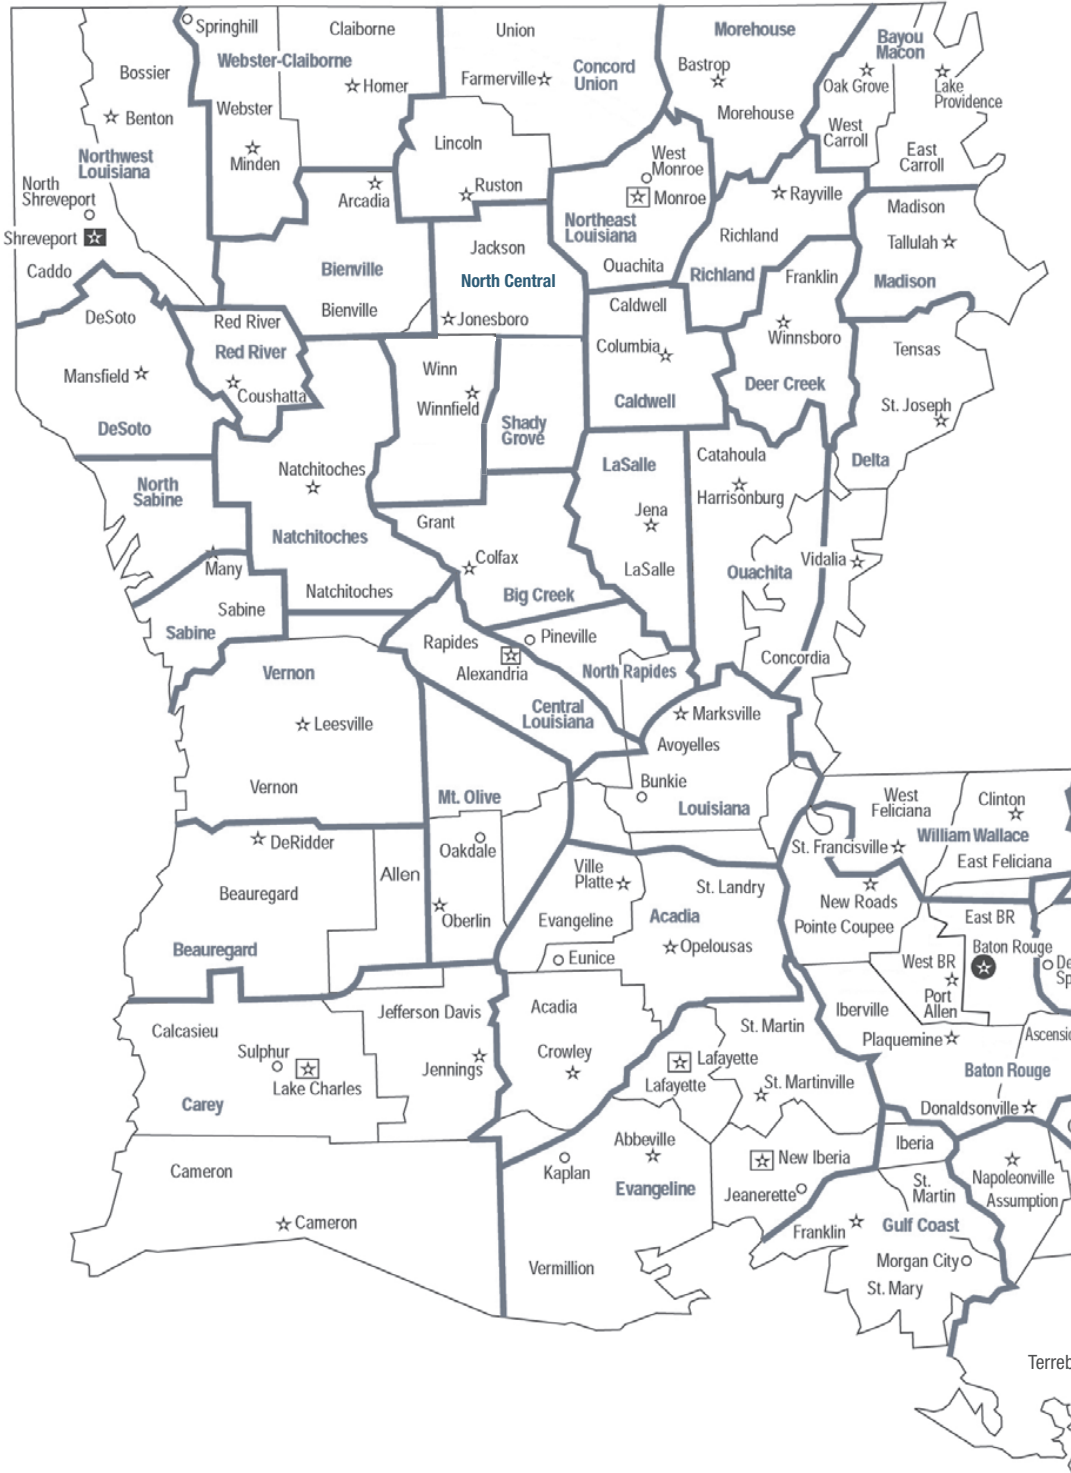 Springhill
Claiborne
Union
Morehouse
Bayou
Macon
Bossier
Webster-Claiborne
Concord
Union
Bastrop
Homer
Farmerville
Oak Grove
Lake
Providence
Benton
Webster
Morehouse
Lincoln
West
Carroll
East
Carroll
Northwest
Louisiana
Minden
West
Monroe
North
Shreveport
Arcadia
Ruston
Monroe
Rayville
Madison
Shreveport
Northeast
Louisiana
Richland
Tallulah
Jackson
Caddo
Bienville
North Central
Ouachita
Richland
Franklin
Madison
DeSoto
Red River
Bienville
Jonesboro
Caldwell
Winnsboro
Red River
Columbia
Tensas
Mansfield
Coushatta
Winn
Winnfield
Deer Creek
DeSoto
Shady
Grove
Caldwell
St. Joseph
Natchitoches
LaSalle
Catahoula
Delta
North
Sabine
Harrisonburg
Jena
Natchitoches
Grant
Colfax
Vidalia
Many
LaSalle
Ouachita
Natchitoches
Big Creek
Sabine
Sabine
Rapides
Pineville
Concordia
Vernon
Alexandria
North Rapides
Leesville
Central
Louisiana
Marksville
Avoyelles
Vernon
Mt. Olive
Bunkie
Louisiana
West
Feliciana
Clinton
DeRidder
Oakdale
St. Francisville
William Wallace
East Feliciana
Beauregard
Allen
Ville
Platte
St. Landry
New Roads
Oberlin
Evangeline
Acadia
Pointe Coupee
East BR
Beauregard
Eunice
Opelousas
West BR
Baton Rouge
De
Sp
Port
Allen
Calcasieu
Jefferson Davis
Acadia
St. Martin
Iberville
Ascensi
Sulphur
Lake Charles
Jennings
Crowley
Lafayette
Lafayette
Plaquemine
Carey
St. Martinville
Baton Rouge
Donaldsonville
Abbeville
Iberia
Cameron
Kaplan
New Iberia
Evangeline
Jeanerette
St.
Martin
Napoleonville
Assumption
Cameron
Franklin
Gulf Coast
Vermillion
Morgan City
St. Mary
Terreb